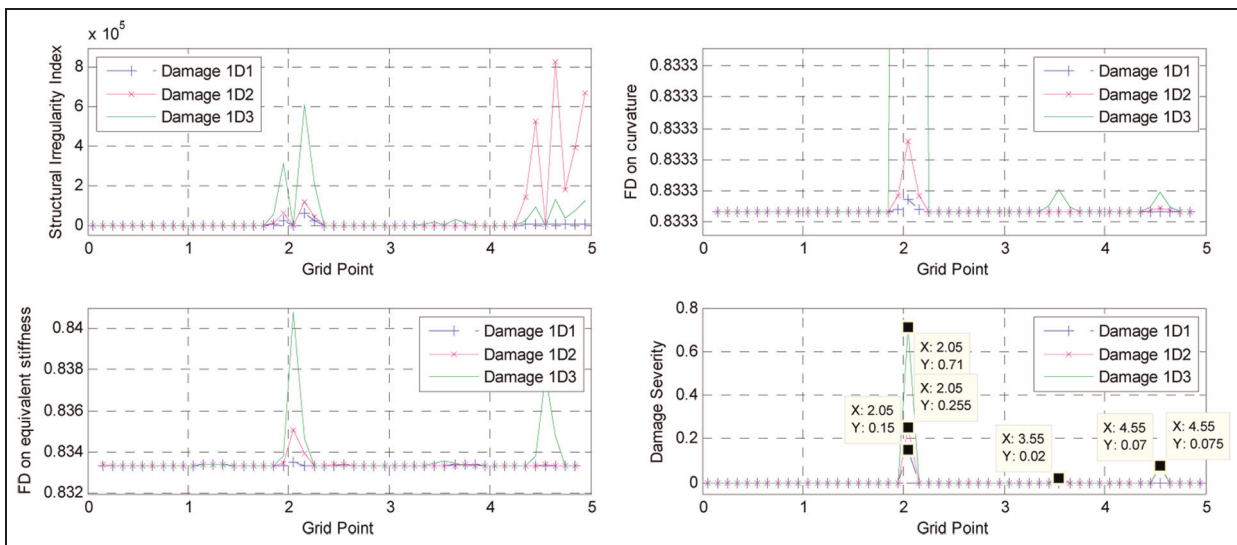 x 10^5
Structural Irregularity Index
8
6
4
2
0
0 1 2 3 4 5
Grid Point
Damage 1D1
Damage 1D2
Damage 1D3
FD on curvature
0.8333
0.8333
0.8333
0.8333
0.8333
0.8333
0 1 2 3 4 5
Grid Point
Damage 1D1
Damage 1D2
Damage 1D3
FD on equivalent stiffness
0.84
0.838
0.836
0.834
0.832
0 1 2 3 4 5
Grid Point
Damage 1D1
Damage 1D2
Damage 1D3
Damage Severity
0.8
0.6
0.4
0.2
0
0 1 2 3 4 5
Grid Point
Damage 1D1
Damage 1D2
Damage 1D3
X: 2.05
Y: 0.71
X: 2.05
Y: 0.255
X: 2.05
Y: 0.15
X: 3.55
Y: 0.02
X: 4.55
Y: 0.07
X: 4.55
Y: 0.075